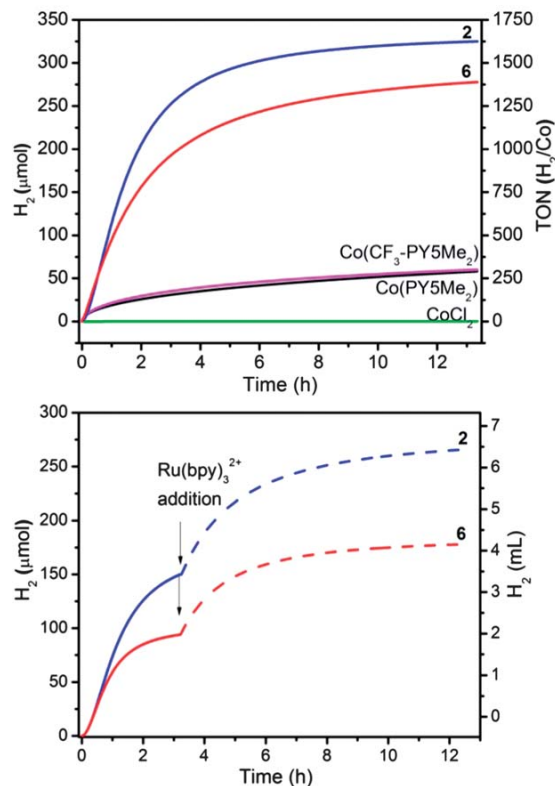 350
300
250
200
150
100
50
0
H₂ (μmol)
1750
1500
1250
1000
750
500
250
0
TON (H₂/Co)
2
6
Co(CF₃-PY5Me₂)
Co(PY5Me₂)
CoCl₂
0 2 4 6 8 10 12
Time (h)
300
250
200
150
100
50
0
H₂ (μmol)
7
6
5
4
3
2
1
0
H₂ (mL)
Ru(bpy)₃²⁺
addition
2
6
0 2 4 6 8 10 12
Time (h)